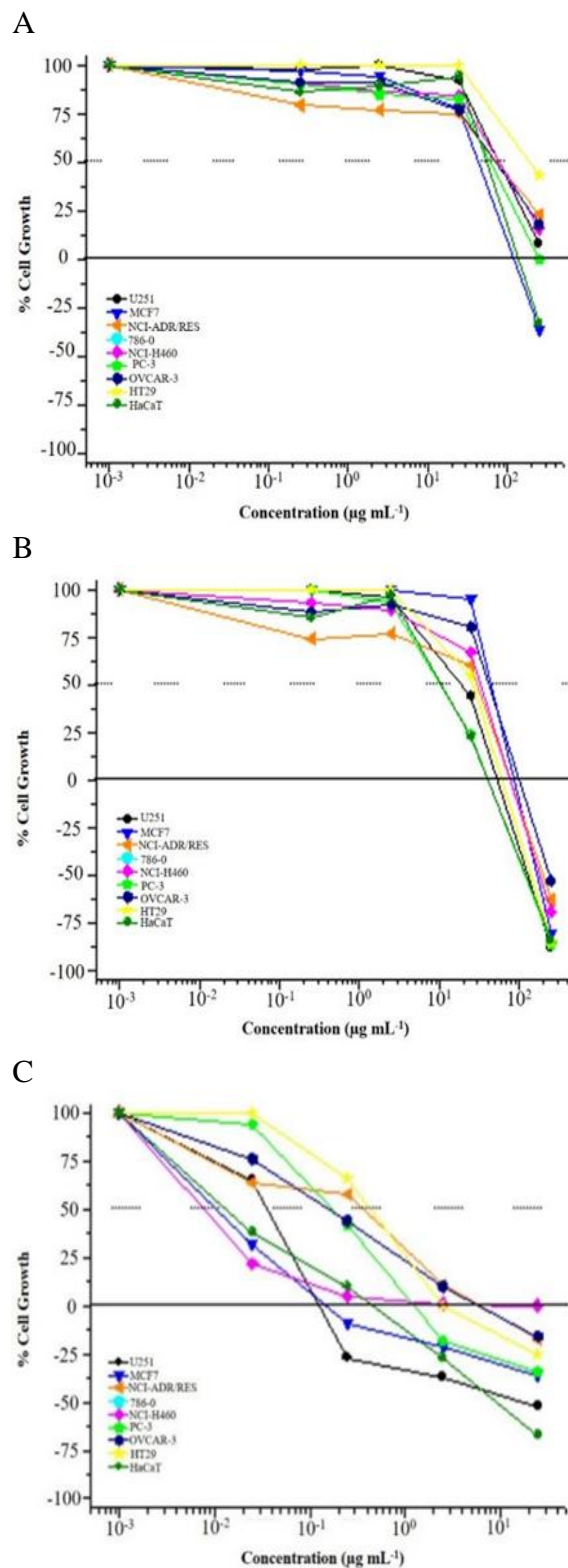 A
100
75
50
25
0
-25
-50
-75
-100
% Cell Growth
U251
MCF7
NCI-ADR/RES
786-0
NCI-H460
PC-3
OVCAR-3
HT29
HaCaT
10⁻³ 10⁻² 10⁻¹ 10⁰ 10¹ 10²
Concentration (µg mL⁻¹)
B
100
75
50
25
0
-25
-50
-75
-100
% Cell Growth
U251
MCF7
NCI-ADR/RES
786-0
NCI-H460
PC-3
OVCAR-3
HT29
HaCaT
10⁻³ 10⁻² 10⁻¹ 10⁰ 10¹ 10²
Concentration (µg mL⁻¹)
C
100
75
50
25
0
-25
-50
-75
-100
% Cell Growth
U251
MCF7
NCI-ADR/RES
786-0
NCI-H460
PC-3
OVCAR-3
HT29
HaCaT
10⁻³ 10⁻² 10⁻¹ 10⁰ 10¹
Concentration (µg mL⁻¹)